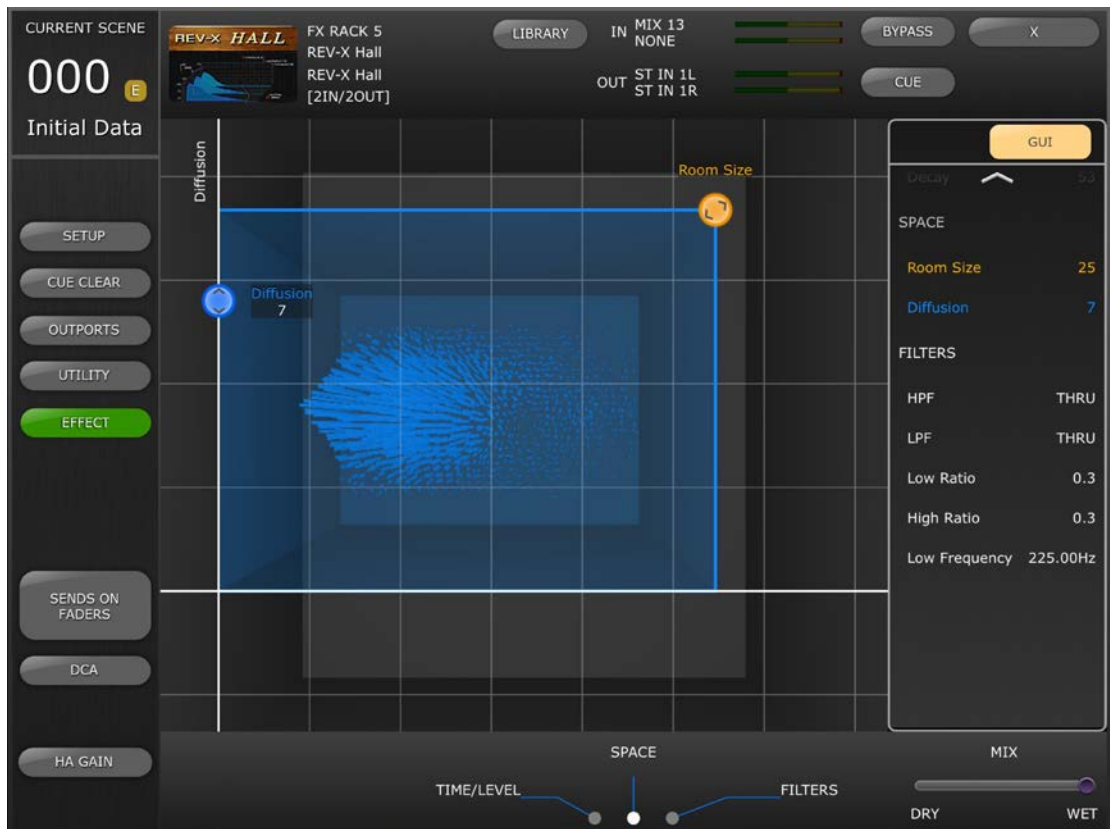 CURRENT SCENE
000 E
Initial Data
SETUP
CUE CLEAR
OUTPORTS
UTILITY
EFFECT
SENDS ON
FADERS
DCA
HA GAIN
REV-X HALL
FX RACK 5
REV-X Hall
REV-X Hall
[2IN/2OUT]
LIBRARY
IN MIX 13
NONE
OUT ST IN 1L
ST IN 1R
BYPASS
X
CUE
Diffusion
Room Size
Diffusion
7
GUI
Decay 53
SPACE
Room Size 25
Diffusion 7
FILTERS
HPF THRU
LPF THRU
Low Ratio 0.3
High Ratio 0.3
Low Frequency 225.00Hz
SPACE
TIME/LEVEL
FILTERS
MIX
DRY WET